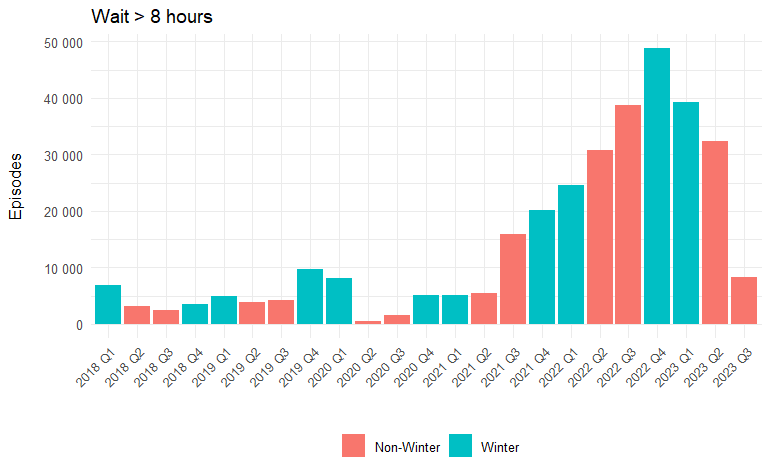 Wait > 8 hours
Episodes
50 000
40 000
30 000
20 000
10 000
0
2018 Q1
2018 Q2
2018 Q3
2018 Q4
2019 Q1
2019 Q2
2019 Q3
2019 Q4
2020 Q1
2020 Q2
2020 Q3
2020 Q4
2021 Q1
2021 Q2
2021 Q3
2021 Q4
2022 Q1
2022 Q2
2022 Q3
2022 Q4
2023 Q1
2023 Q2
2023 Q3
Non-Winter
Winter